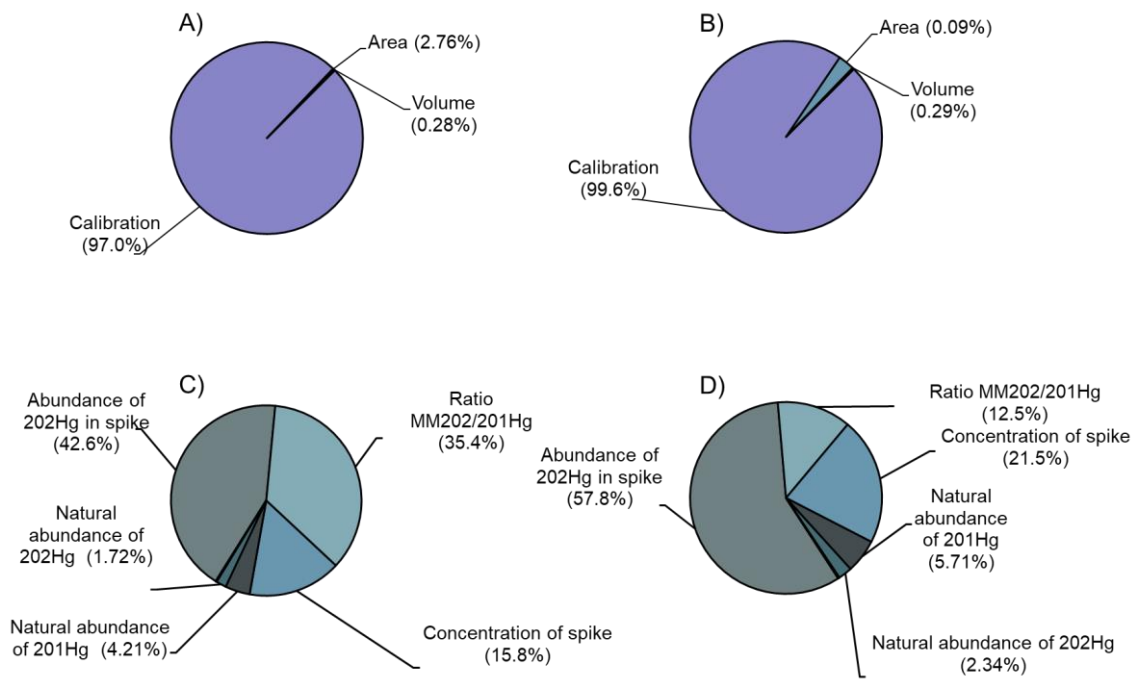 A)
Area (2.76%)
Volume
(0.28%)
Calibration
(97.0%)
B)
Area (0.09%)
Volume
(0.29%)
Calibration
(99.6%)
C)
Abundance of
202Hg in spike
(42.6%)
Ratio
MM202/201Hg
(35.4%)
Natural
abundance of
202Hg (1.72%)
Natural abundance
of 201Hg (4.21%)
Concentration of spike
(15.8%)
D)
Ratio MM202/201Hg
(12.5%)
Concentration of spike
(21.5%)
Abundance of
202Hg in spike
(57.8%)
Natural
abundance
of 201Hg
(5.71%)
Natural abundance of 202Hg
(2.34%)